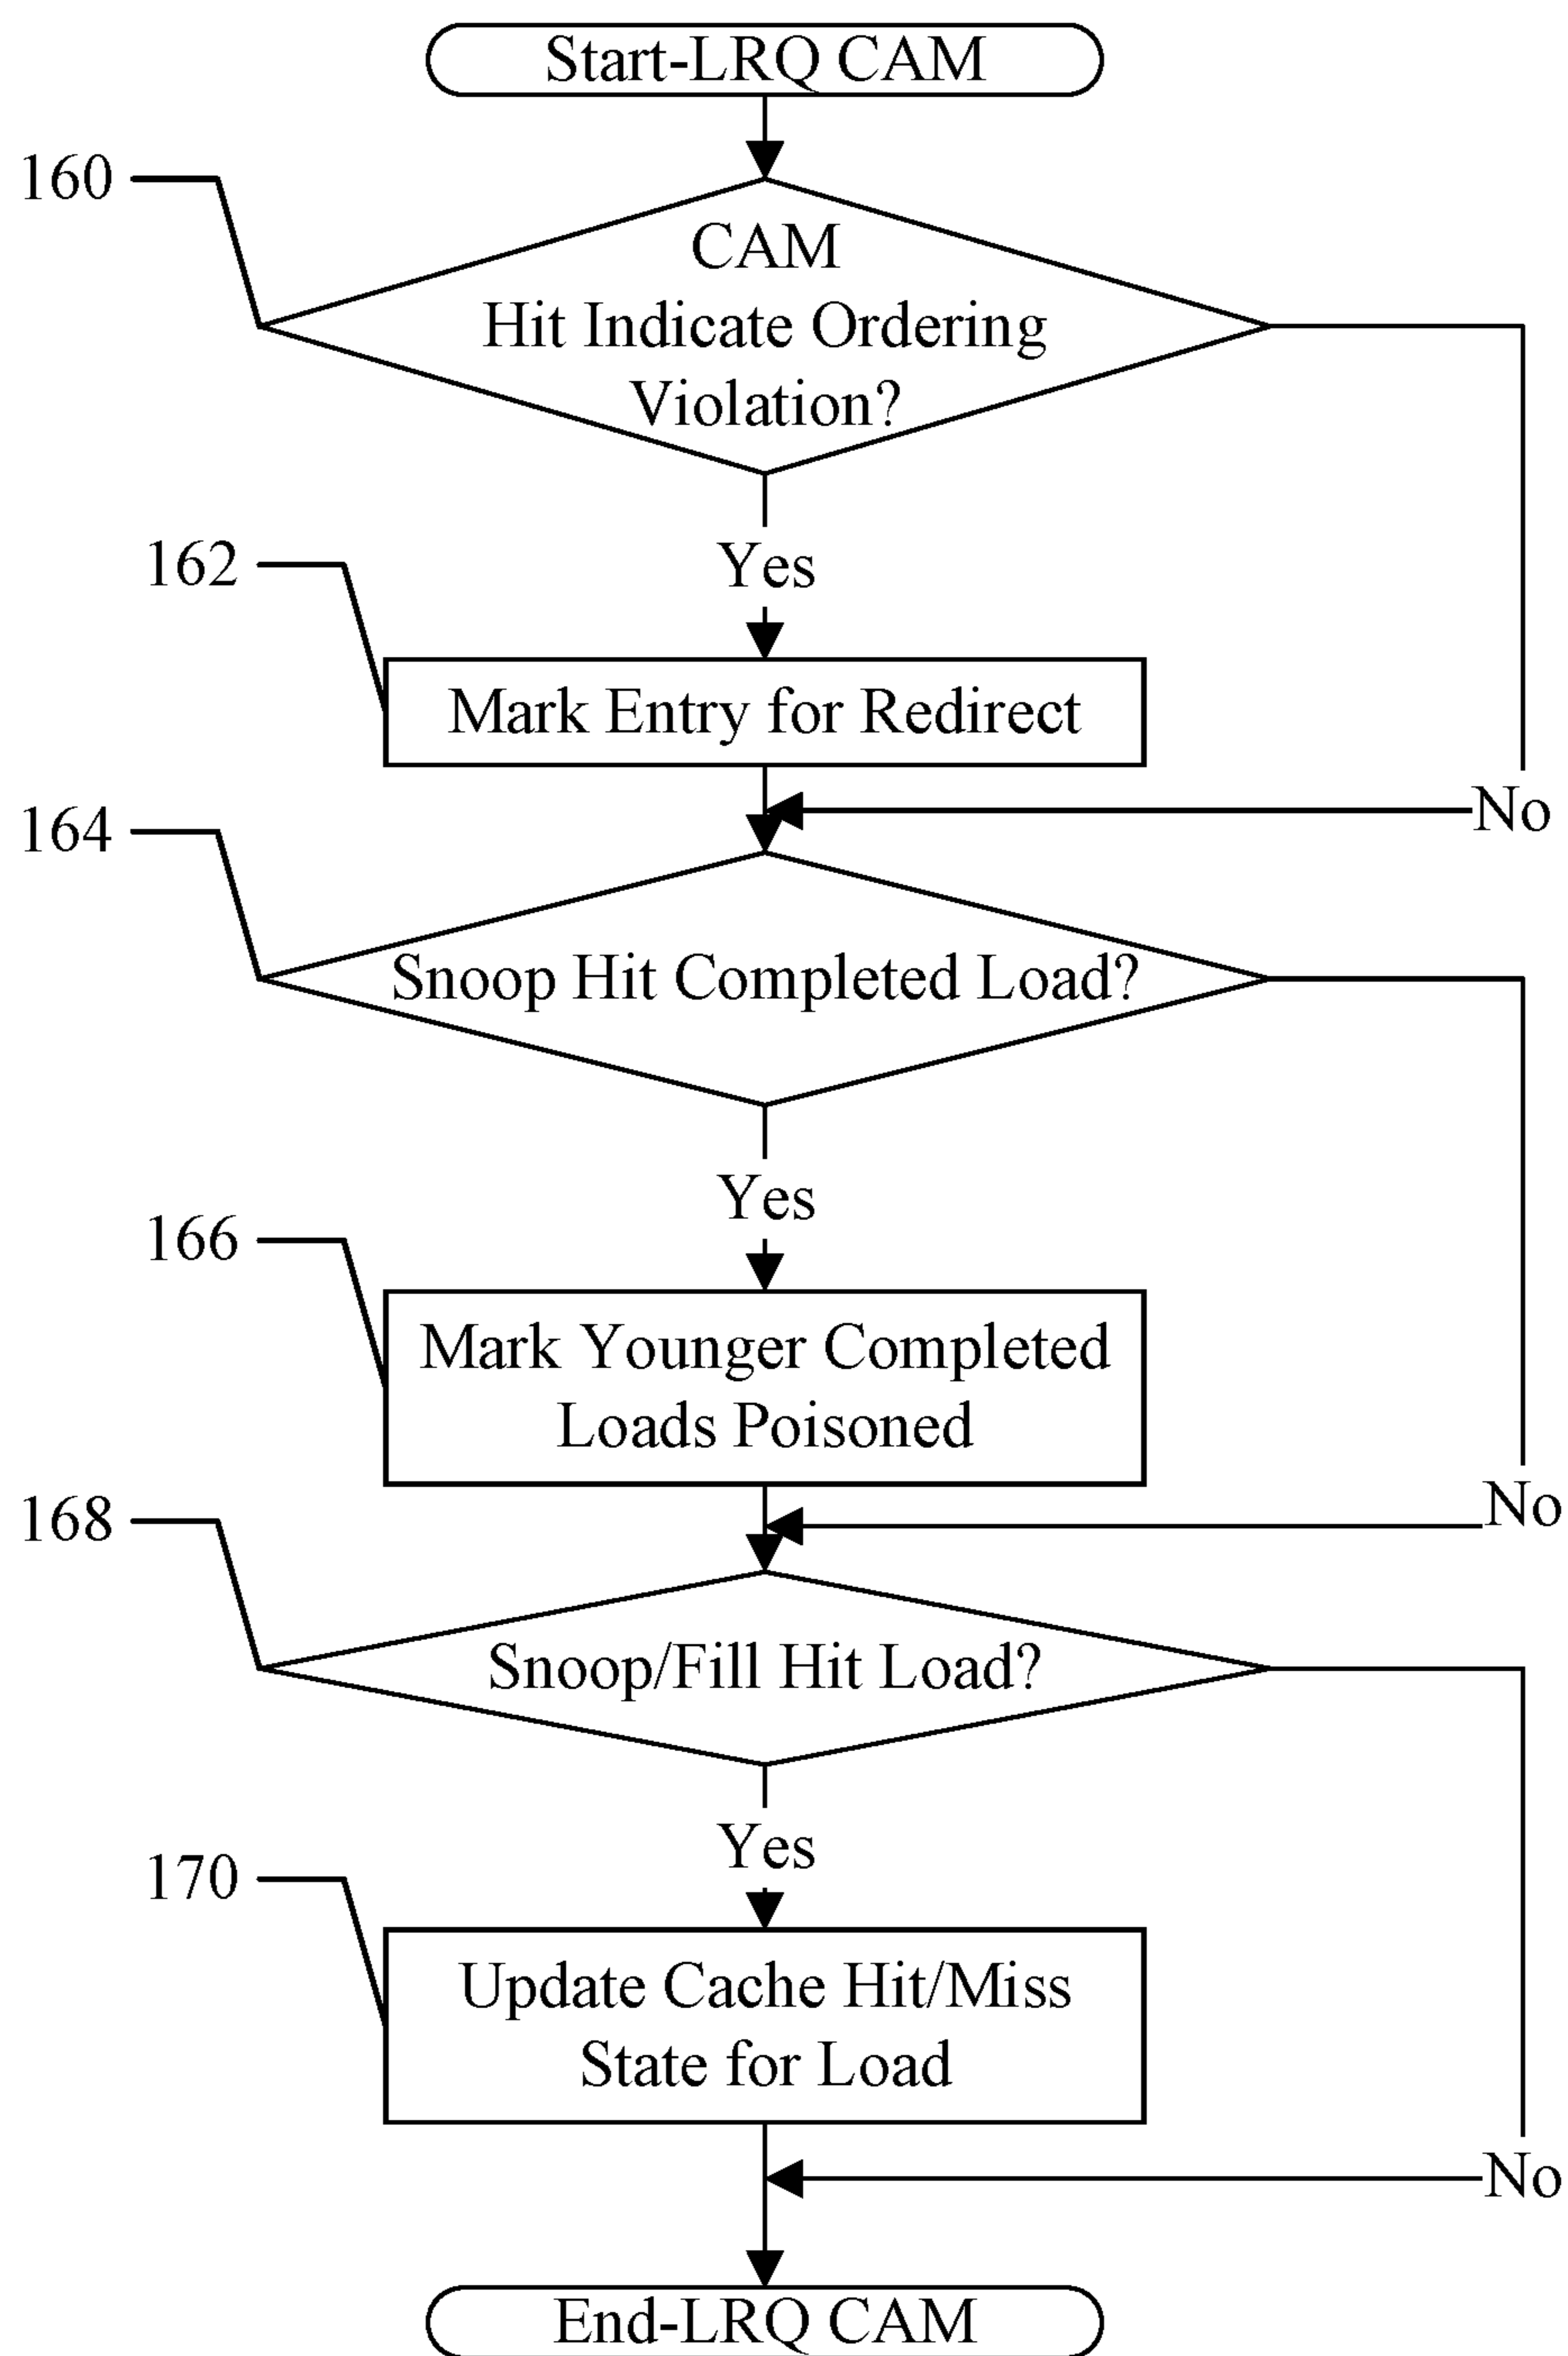 Start-LRQ CAM
160
CAM
Hit Indicate Ordering
Violation?
Yes
162
Mark Entry for Redirect
No
164
Snoop Hit Completed Load?
Yes
166
Mark Younger Completed
Loads Poisoned
No
168
Snoop/Fill Hit Load?
Yes
170
Update Cache Hit/Miss
State for Load
No
End-LRQ CAM